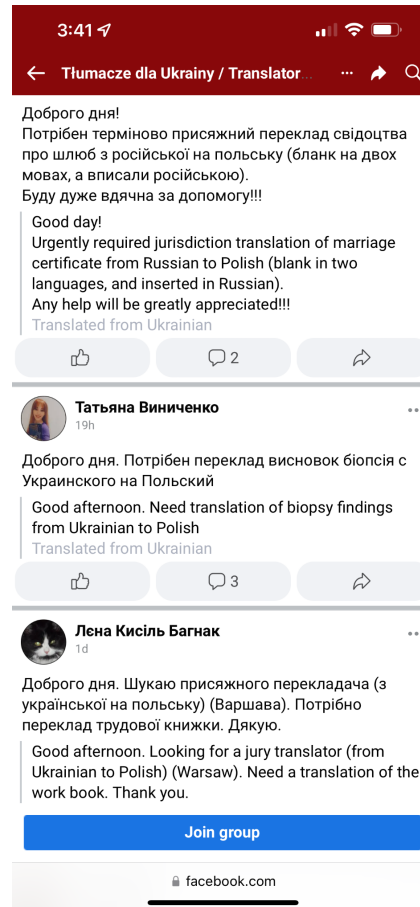 3:41
Tłumacze dla Ukrainy / Translator...
Доброго дня!
Потрібен терміново присяжний переклад свідоцтва
про шлюб з російської на польську (бланк на двох
мовах, а вписали російською).
Буду дуже вдячна за допомогу!!!
Good day!
Urgently required jurisdiction translation of marriage
certificate from Russian to Polish (blank in two
languages, and inserted in Russian).
Any help will be greatly appreciated!!!
Translated from Ukrainian
2
Татьяна Виниченко
19h
Доброго дня. Потрібен переклад висновок біопсія с
Украинского на Польский
Good afternoon. Need translation of biopsy findings
from Ukrainian to Polish
Translated from Ukrainian
3
Лєна Кисіль Багнак
1d
Доброго дня. Шукаю присяжного перекладача (з
української на польську) (Варшава). Потрібно
переклад трудової книжки. Дякую.
Good afternoon. Looking for a jury translator (from
Ukrainian to Polish) (Warsaw). Need a translation of the
work book. Thank you.
Join group
facebook.com